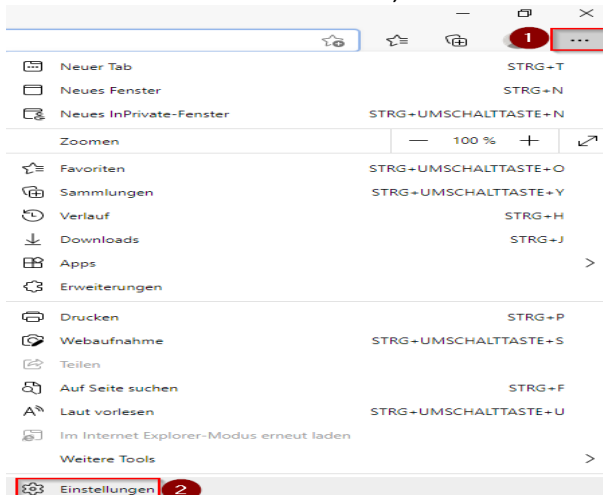 1 ...
Neuer Tab STRG+T
Neues Fenster STRG+N
Neues InPrivate-Fenster STRG+UMSCHALTTASTE+N
Zoomen — 100 % +
Favoriten STRG+UMSCHALTTASTE+O
Sammlungen STRG+UMSCHALTTASTE+Y
Verlauf STRG+H
Downloads STRG+J
Apps >
Erweiterungen
Drucken STRG+P
Webaufnahme STRG+UMSCHALTTASTE+S
Teilen
Auf Seite suchen STRG+F
Laut vorlesen STRG+UMSCHALTTASTE+U
Im Internet Explorer-Modus erneut laden
Weitere Tools >
Einstellungen 2